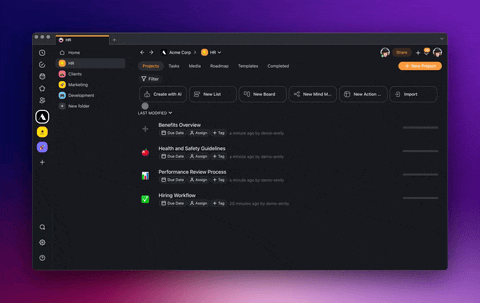 HR
Home
HR
Clients
Marketing
Development
New folder
Acme Corp / HR
Share
Projects Tasks Media Roadmap Templates Completed
New Project
Filter
Create with AI New List New Board New Mind M... New Action ... Import
LAST MODIFIED
Benefits Overview
Due Date Assign Tag a minute ago by demo-emily
Health and Safety Guidelines
Due Date Assign Tag a minute ago by demo-emily
Performance Review Process
Due Date Assign Tag a minute ago by demo-emily
Hiring Workflow
Due Date Assign Tag minutes ago by demo-emily